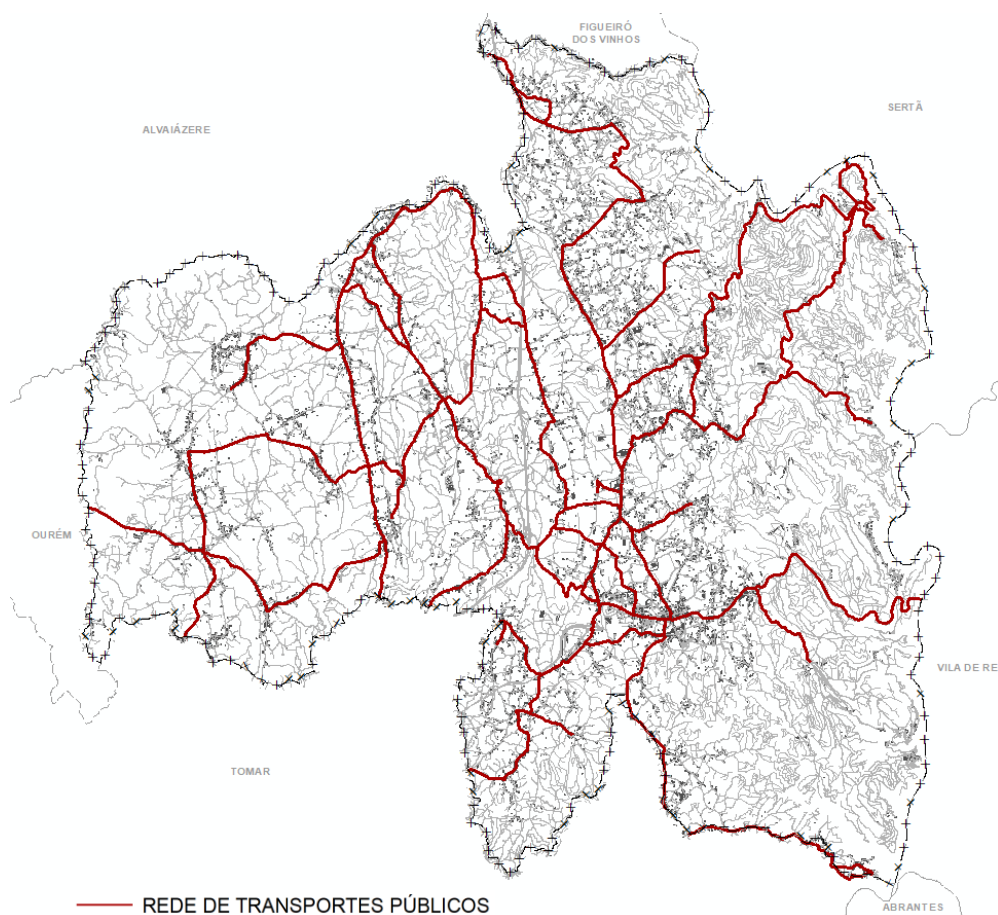 FIGUEIRÓ
DOS VINHOS
SERTÃ
ALVAIÁZERE
OURÉM
VILA DE RE
TOMAR
REDE DE TRANSPORTES PÚBLICOS
ABRANTES